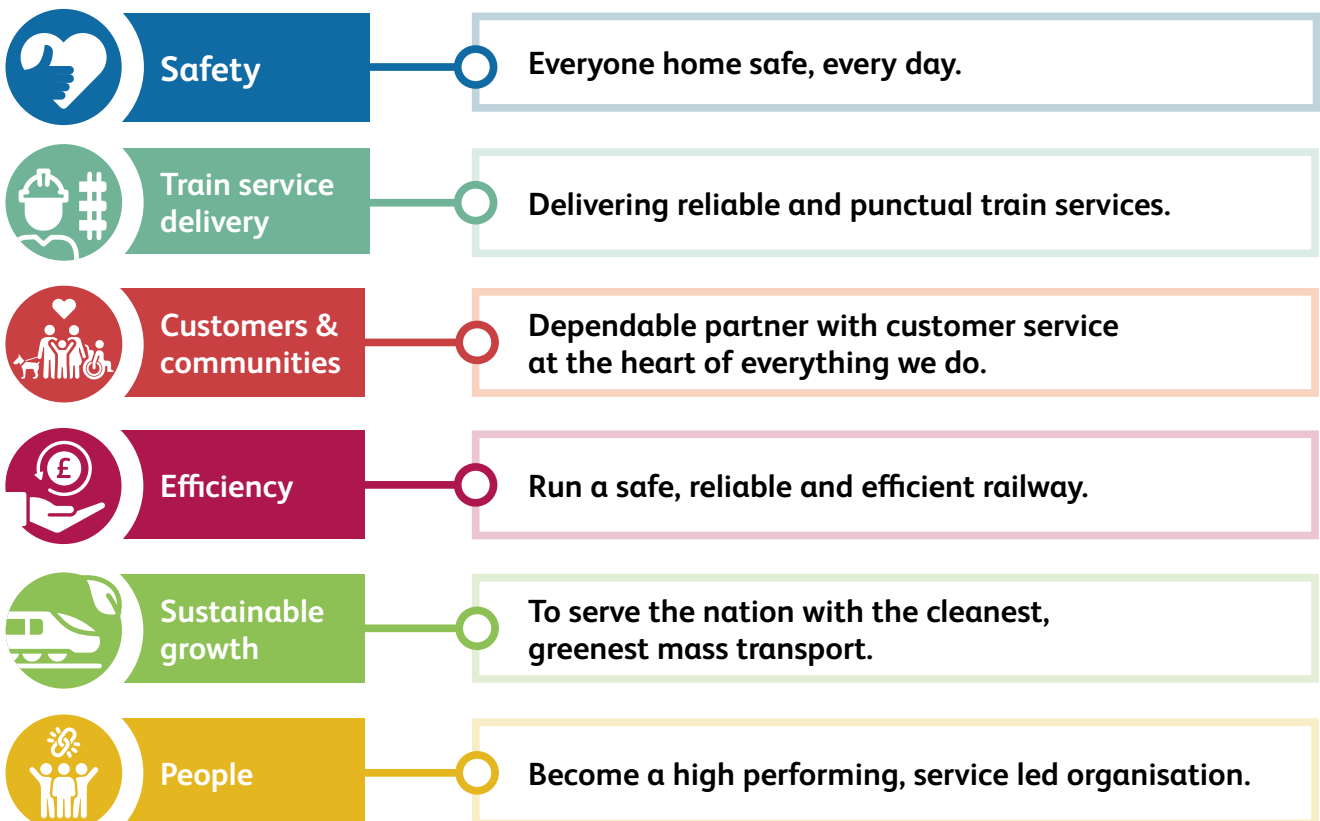 Safety
Everyone home safe, every day.
Train service
delivery
Delivering reliable and punctual train services.
Customers &
communities
Dependable partner with customer service
at the heart of everything we do.
£
Efficiency
Run a safe, reliable and efficient railway.
Sustainable
growth
To serve the nation with the cleanest,
greenest mass transport.
People
Become a high performing, service led organisation.